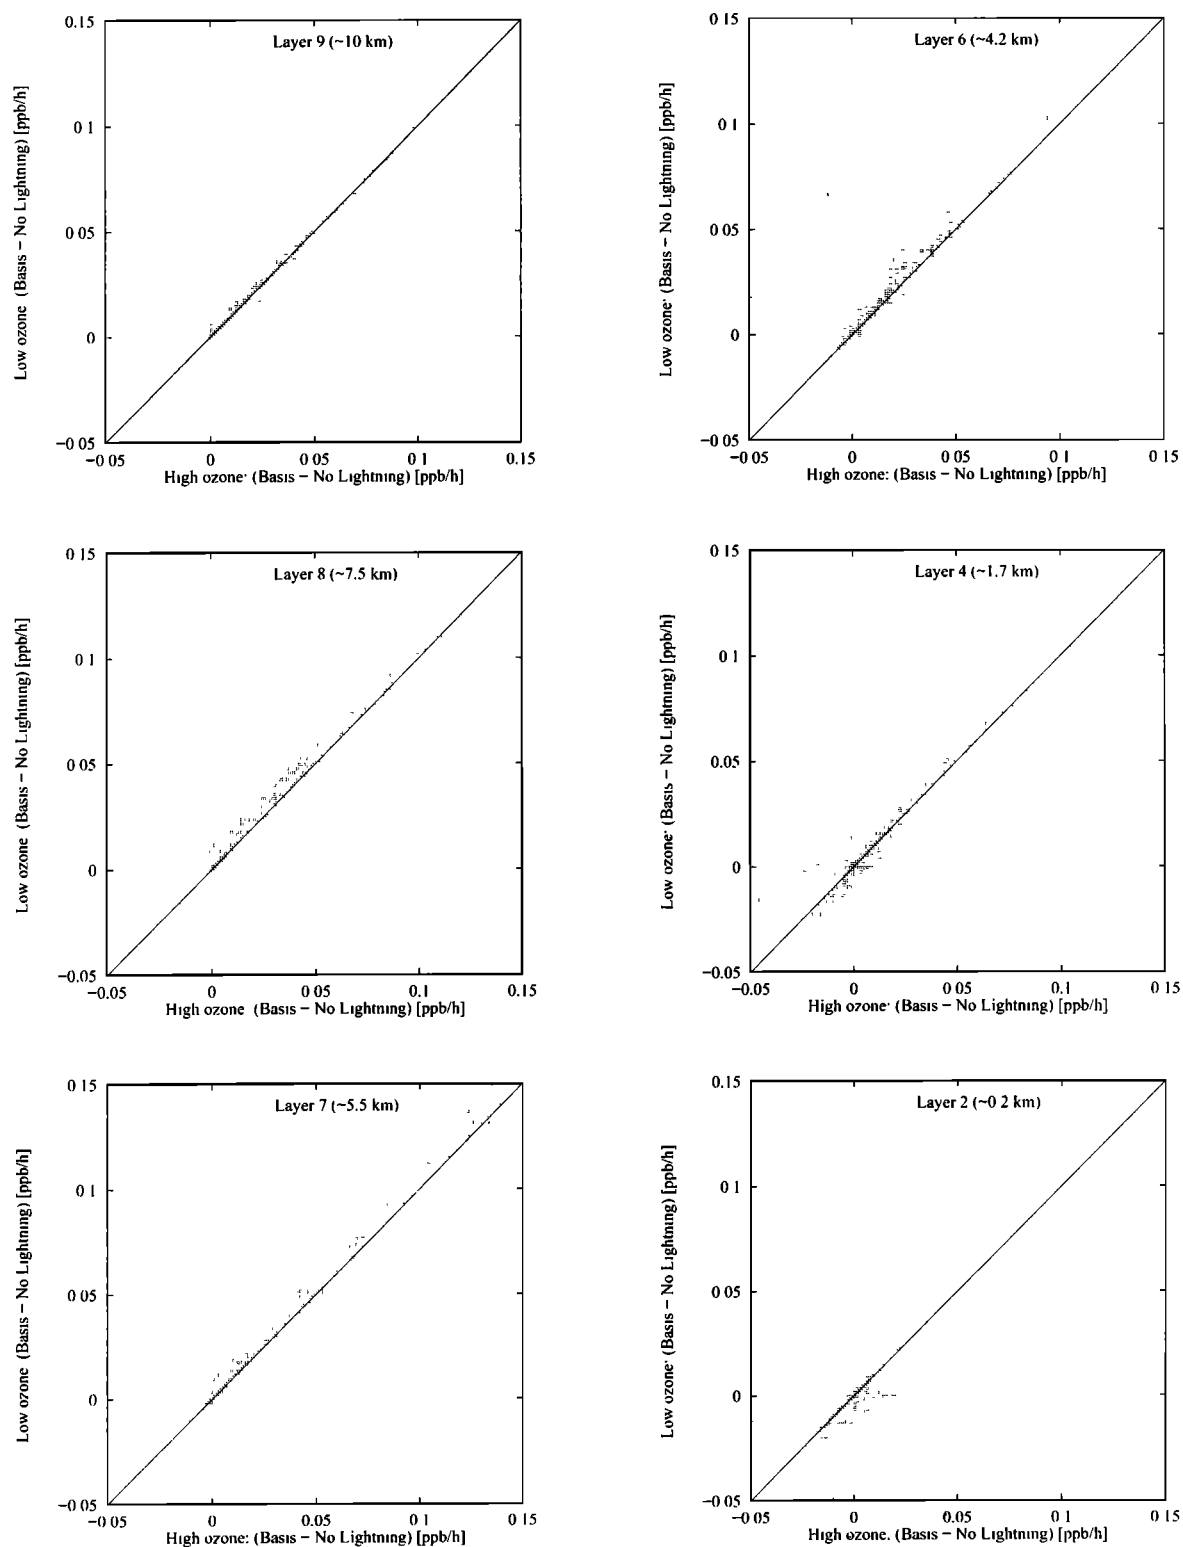 0.15
Layer 9 (~10 km)
0 1
0 05
0
−0 05
−0 05 0 0 05 0 1 0 15
Low ozone (Basis − No Lightning) [ppb/h]
High ozone· (Basis − No Lightning) [ppb/h]
0.15
Layer 6 (~4.2 km)
0 1
0 05
0
−0 05
−0 05 0 0 05 0 1 0 15
Low ozone· (Basis − No Lightning) [ppb/h]
High ozone: (Basis − No Lightning) [ppb/h]
0 15
Layer 8 (~7.5 km)
0 1
0 05
0
−0.05
−0.05 0 0 05 0 1 0.15
Low ozone (Basis − No Lightning) [ppb/h]
High ozone (Basis − No Lightning) [ppb/h]
0 15
Layer 4 (~1.7 km)
0 1
0.05
0
−0.05
−0 05 0 0.05 0 1 0 15
Low ozone· (Basis − No Lightning) [ppb/h]
High ozone· (Basis − No Lightning) [ppb/h]
0 15
Layer 7 (~5.5 km)
0 1
0 05
0
−0 05
−0 05 0 0.05 0 1 0 15
Low ozone (Basis − No Lightning) [ppb/h]
High ozone: (Basis − No Lightning) [ppb/h]
0 15
Layer 2 (~0 2 km)
0 1
0 05
0
−0 05
−0 05 0 0.05 0 1 0.15
Low ozone· (Basis − No Lightning) [ppb/h]
High ozone. (Basis − No Lightning) [ppb/h]